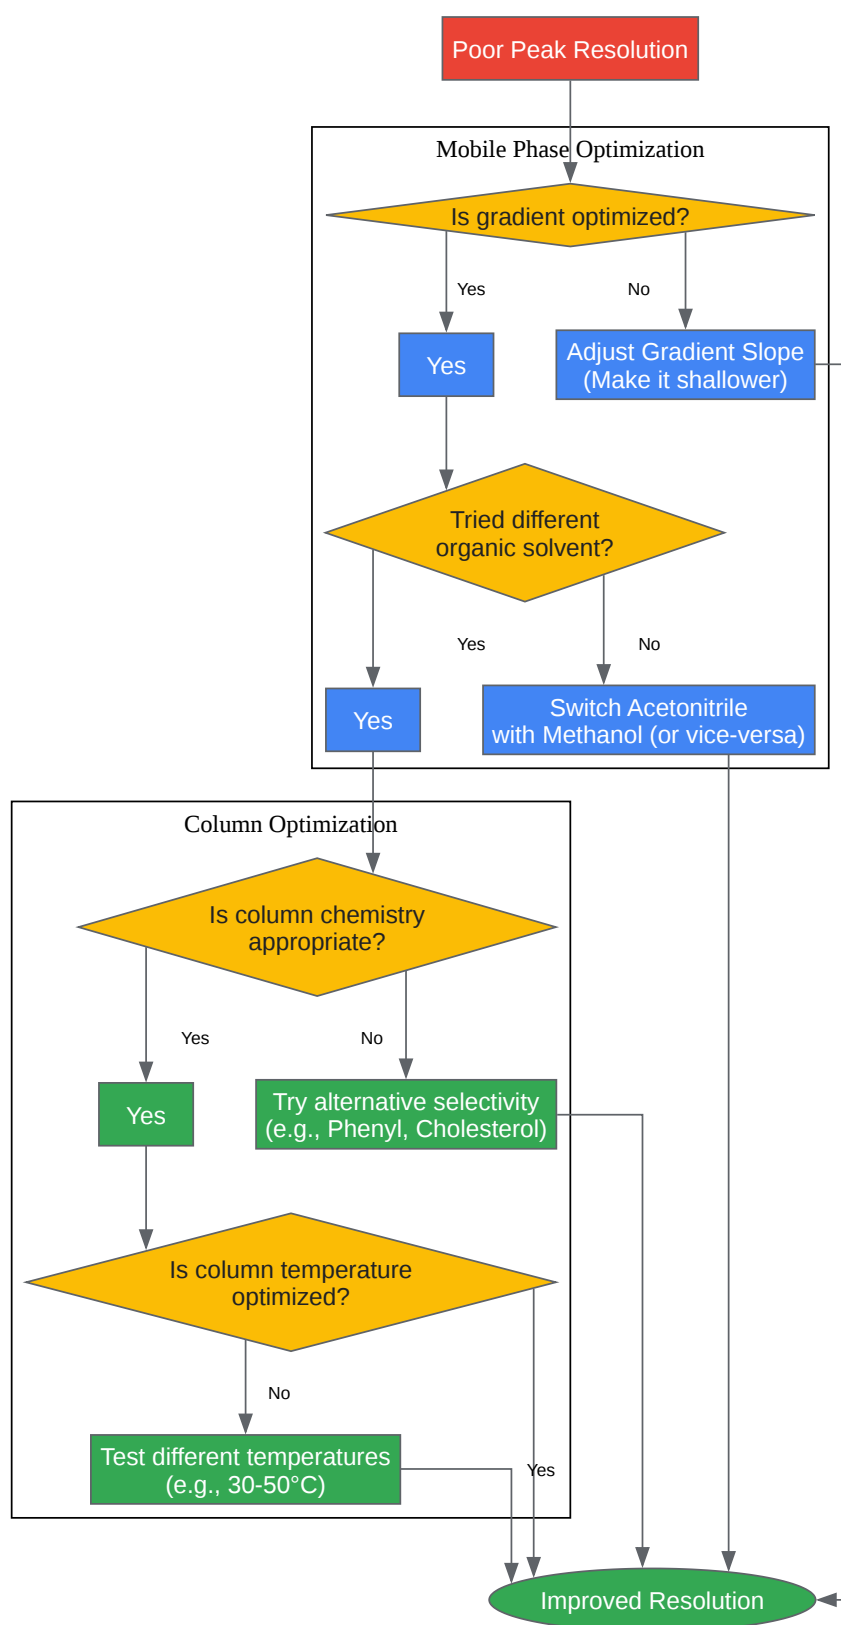 Poor Peak Resolution
Mobile Phase Optimization
Is gradient optimized?
Yes
No
Yes
Adjust Gradient Slope
(Make it shallower)
Tried different
organic solvent?
Yes
No
Yes
Switch Acetonitrile
with Methanol (or vice-versa)
Column Optimization
Is column chemistry
appropriate?
Yes
No
Yes
Try alternative selectivity
(e.g., Phenyl, Cholesterol)
Is column temperature
optimized?
No
Test different temperatures
(e.g., 30-50°C)
Yes
Improved Resolution